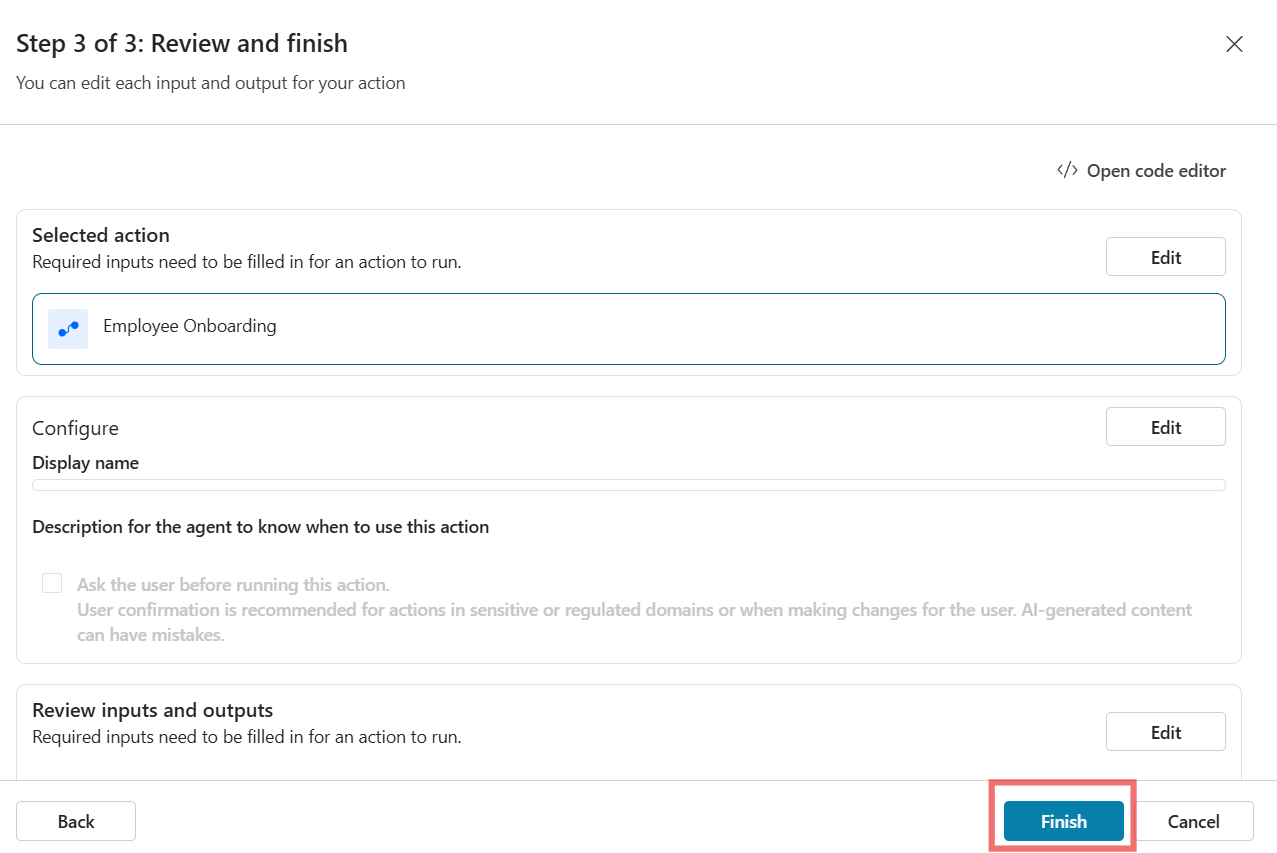 Step 3 of 3: Review and finish
You can edit each input and output for your action
</> Open code editor
Selected action
Required inputs need to be filled in for an action to run.
Edit
Employee Onboarding
Configure
Edit
Display name
Description for the agent to know when to use this action
Ask the user before running this action.
User confirmation is recommended for actions in sensitive or regulated domains or when making changes for the user. AI-generated content
can have mistakes.
Review inputs and outputs
Required inputs need to be filled in for an action to run.
Edit
Back
Finish
Cancel